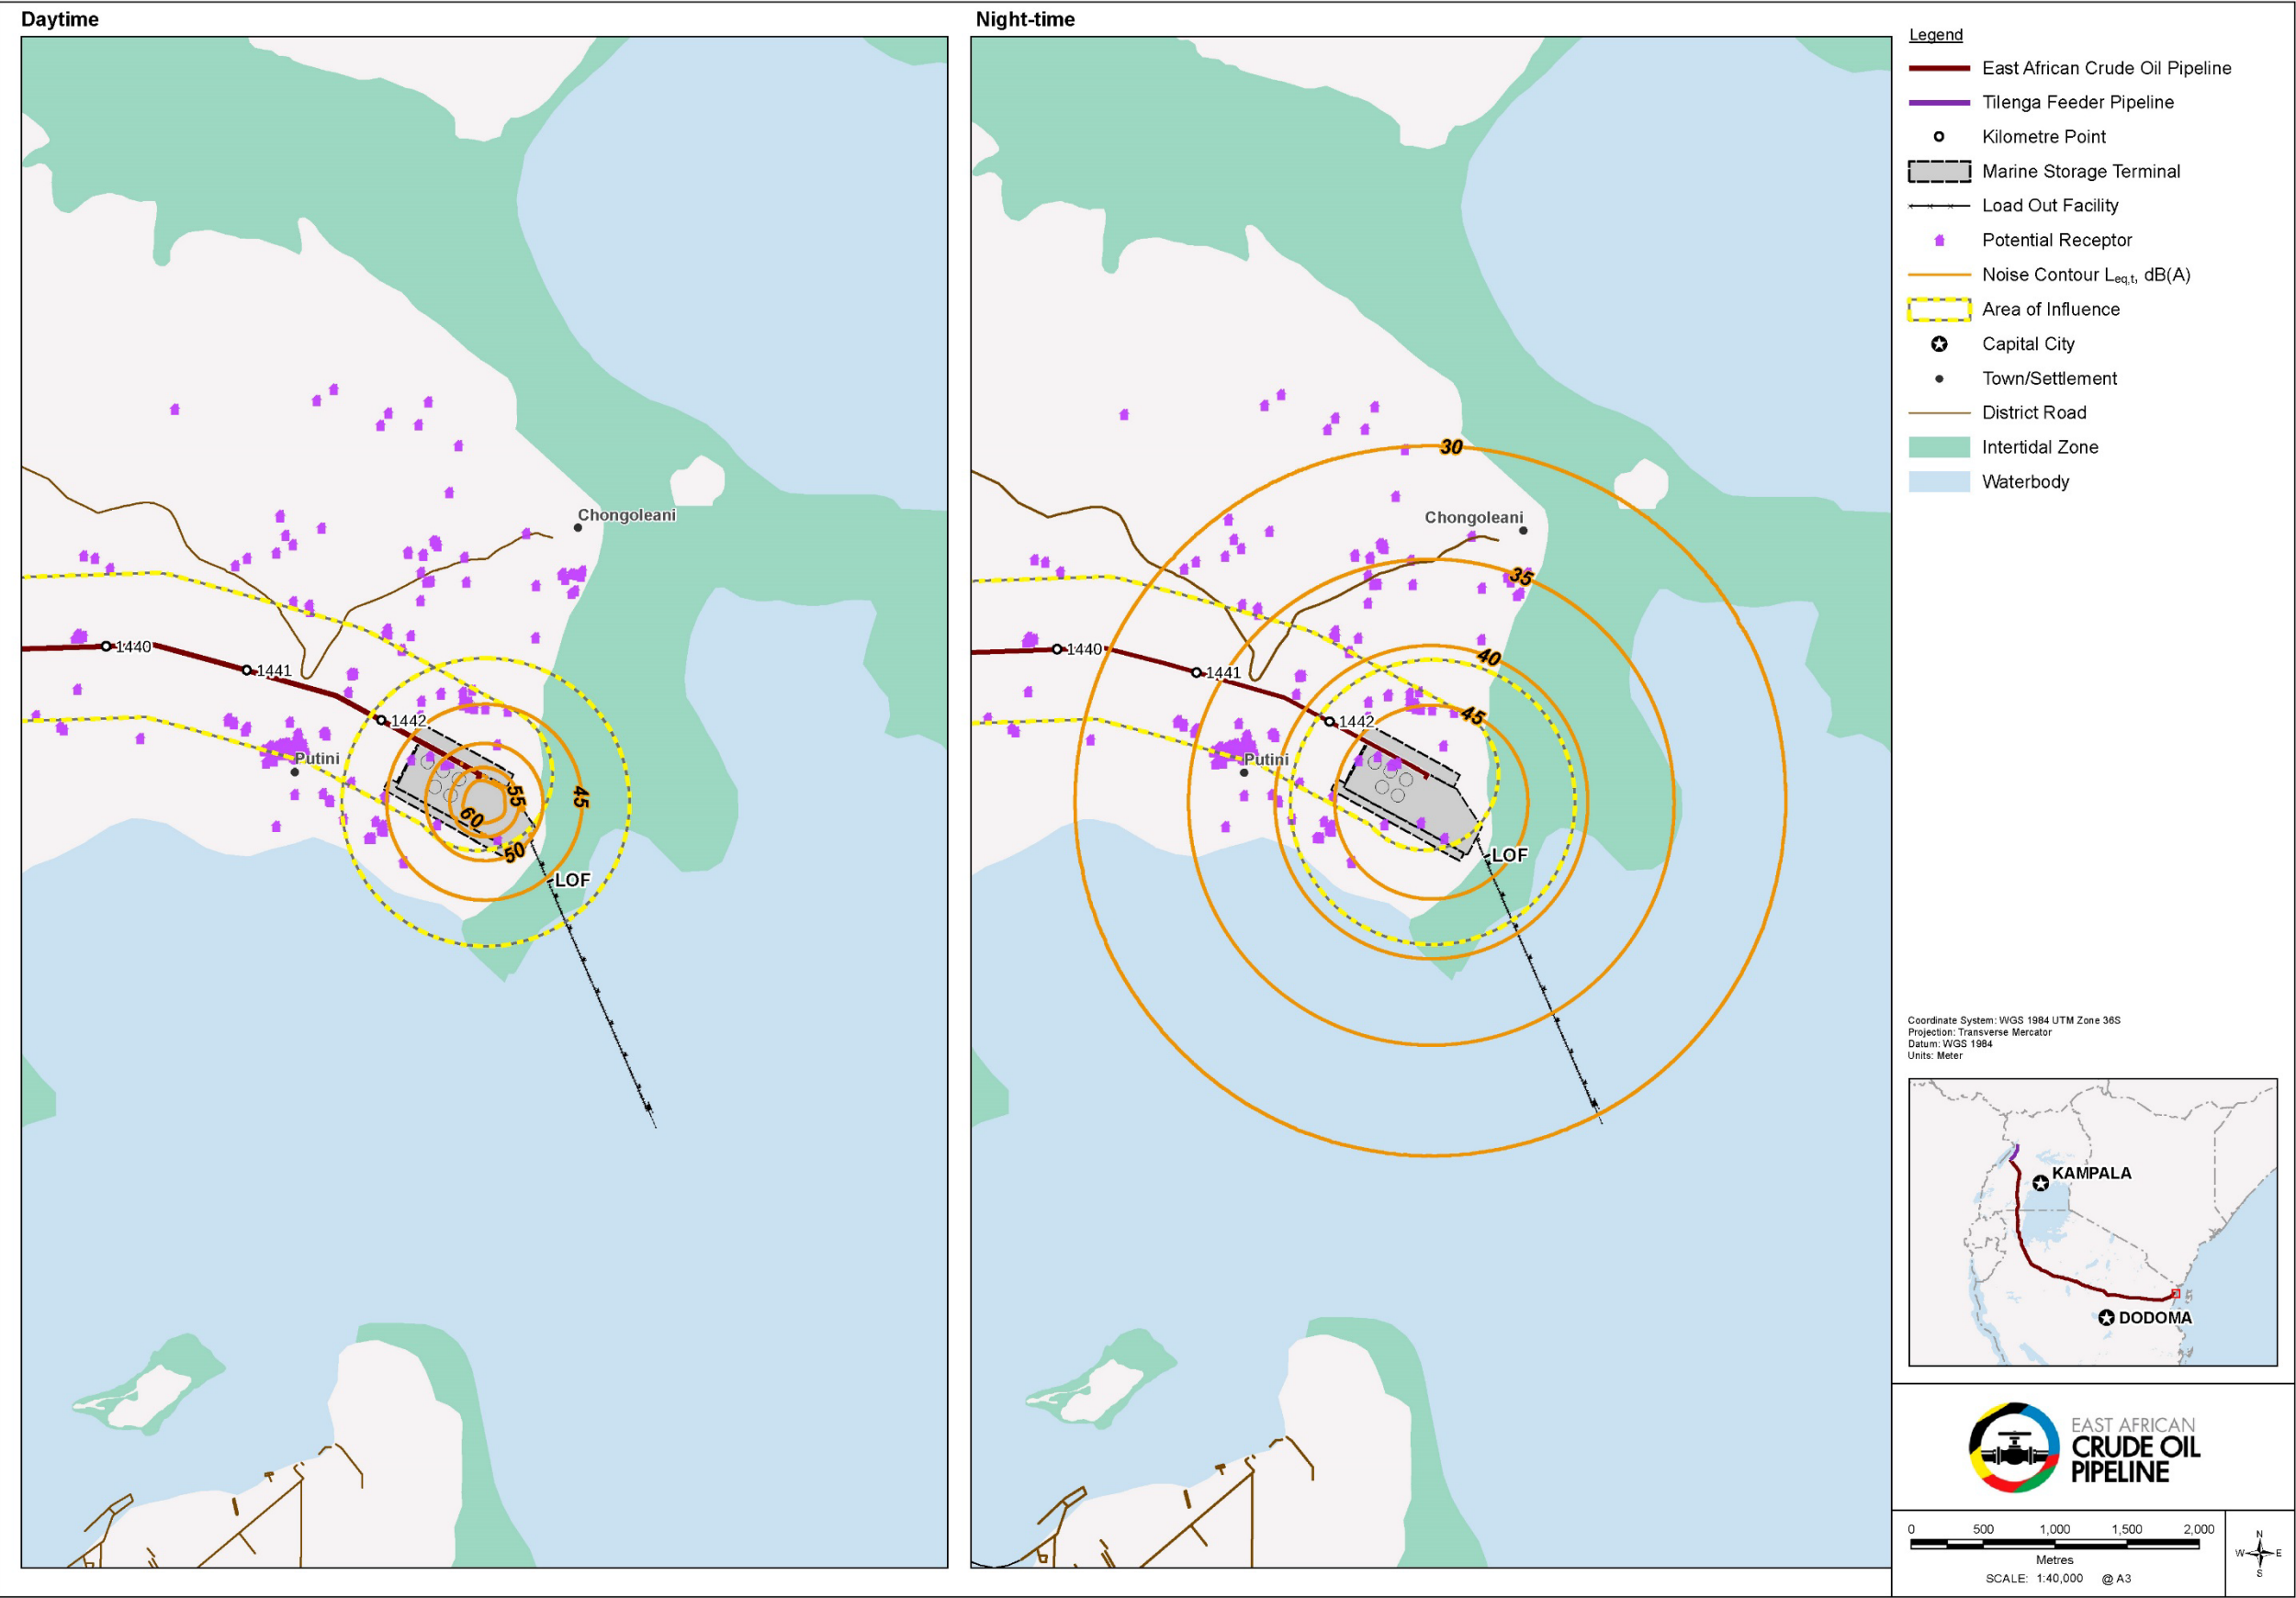 Daytime
Chongoleani
1440
1441
1442
Putini
45
55
60
50
LOF
Night-time
30
Chongoleani
35
40
1440
1441
1442
45
Putini
LOF
Legend
East African Crude Oil Pipeline
Tilenga Feeder Pipeline
Kilometre Point
Marine Storage Terminal
Load Out Facility
Potential Receptor
Noise Contour Leq,t, dB(A)
Area of Influence
Capital City
Town/Settlement
District Road
Intertidal Zone
Waterbody
Coordinate System: WGS 1984 UTM Zone 36S
Projection: Transverse Mercator
Datum: WGS 1984
Units: Meter
KAMPALA
DODOMA
EAST AFRICAN
CRUDE OIL
PIPELINE
0 500 1,000 1,500 2,000
Metres
SCALE: 1:40,000 @ A3
N
W E
S